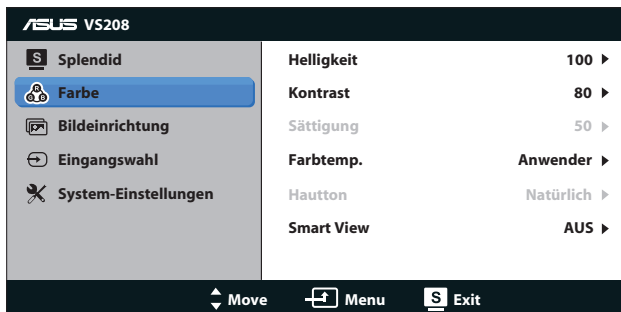 ASUS VS208
S Splendid
Farbe
Bildeinrichtung
Eingangswahl
System-Einstellungen
Helligkeit 100
Kontrast 80
Sättigung 50
Farbtemp. Anwender
Hautton Natürlich
Smart View AUS
Move Menu S Exit